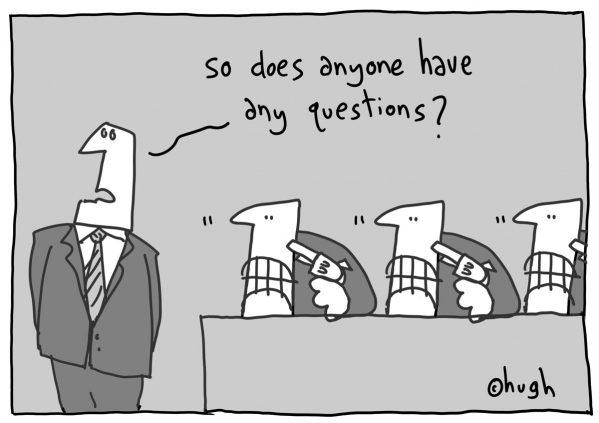 so does anyone have
any questions?
" " "
©hugh